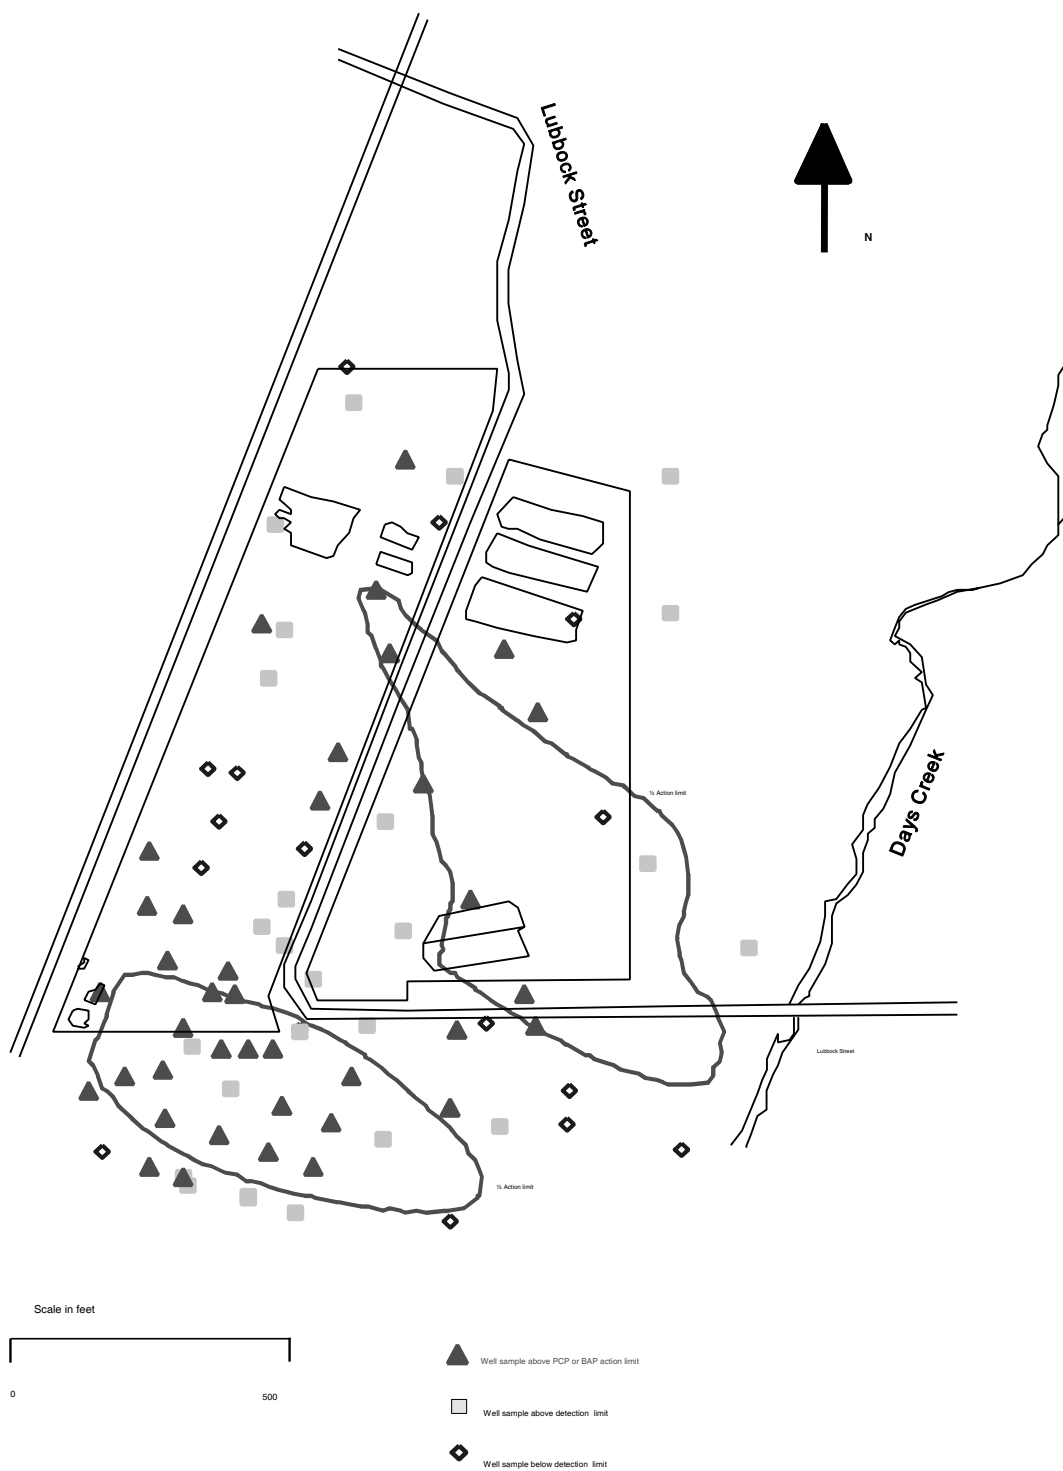 Lubbock Street
N
½ Action limit
Days Creek
Lubbock Street
½ Action limit
Scale in feet
0
500
Well sample above PCP or BAP action limit
Well sample above detection limit
Well sample below detection limit